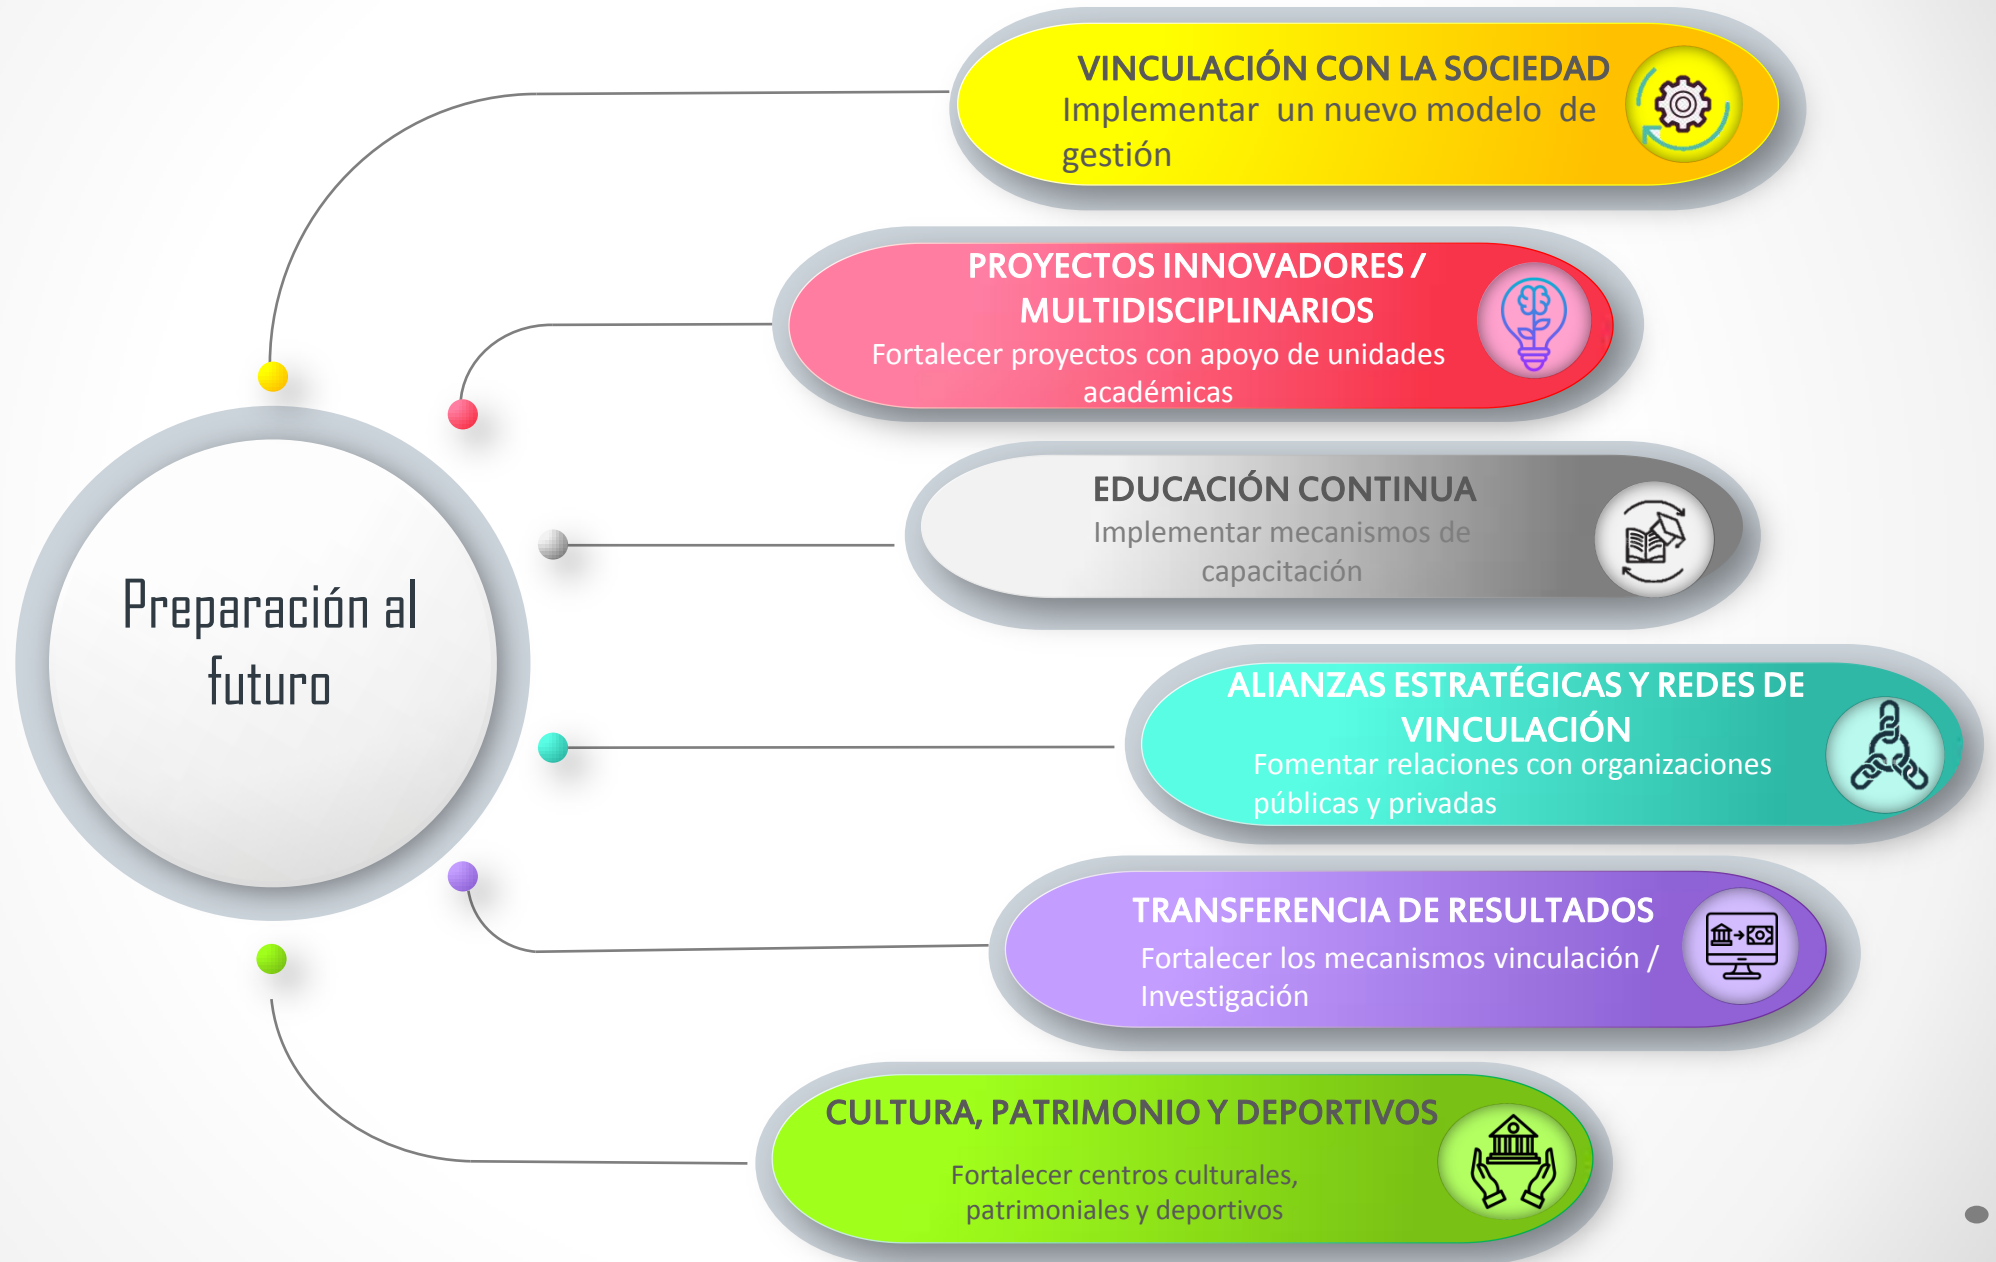 VINCULACIÓN CON LA SOCIEDAD
Implementar un nuevo modelo de
gestión
PROYECTOS INNOVADORES /
MULTIDISCIPLINARIOS
Fortalecer proyectos con apoyo de unidades
académicas
EDUCACIÓN CONTINUA
Implementar mecanismos de
capacitación
Preparación al
futuro
ALIANZAS ESTRATÉGICAS Y REDES DE
VINCULACIÓN
Fomentar relaciones con organizaciones
públicas y privadas
TRANSFERENCIA DE RESULTADOS
Fortalecer los mecanismos vinculación /
Investigación
CULTURA, PATRIMONIO Y DEPORTIVOS
Fortalecer centros culturales,
patrimoniales y deportivos